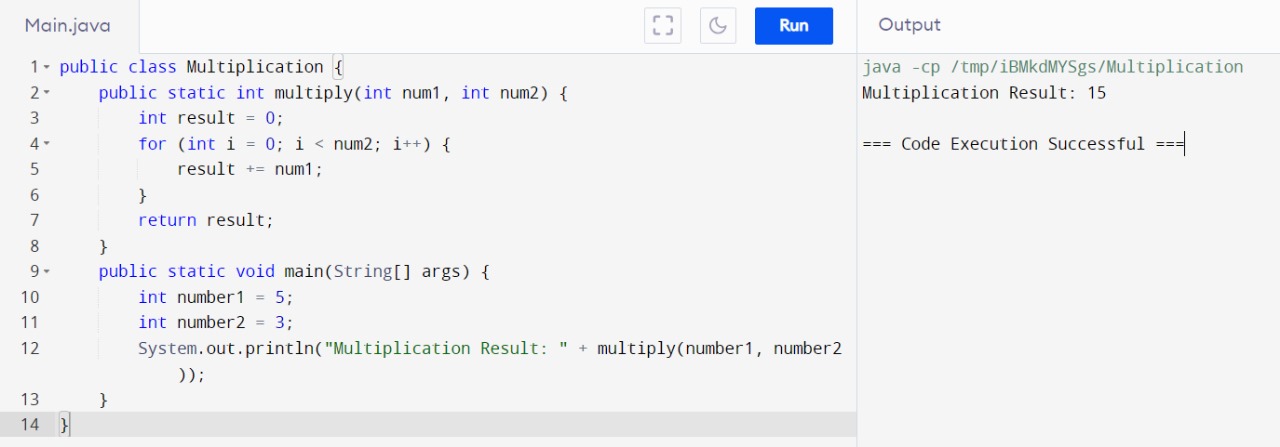 Main.java
Run
Output
1 public class Multiplication {
2     public static int multiply(int num1, int num2) {
3         int result = 0;
4         for (int i = 0; i < num2; i++) {
5             result += num1;
6         }
7         return result;
8     }
9     public static void main(String[] args) {
10         int number1 = 5;
11         int number2 = 3;
12         System.out.println("Multiplication Result: " + multiply(number1, number2
            ));
13     }
14 }
java -cp /tmp/iBMkdMYSgs/Multiplication
Multiplication Result: 15
=== Code Execution Successful ===